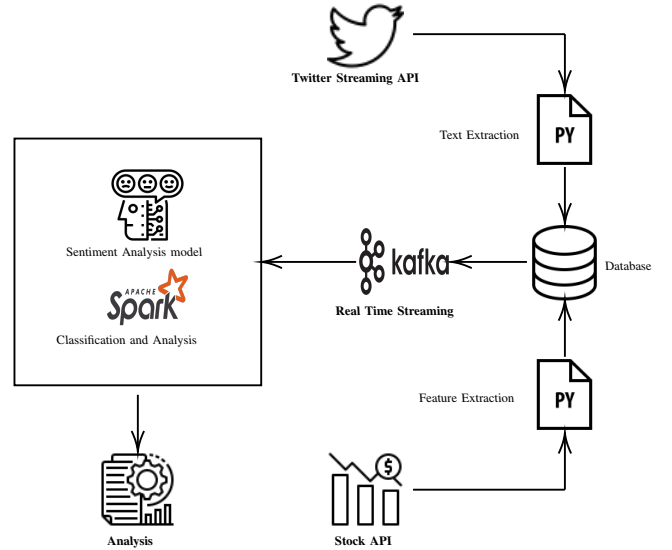 Twitter Streaming API
PY
Text Extraction
Sentiment Analysis model
kafka
Database
APACHE
Spark
Real Time Streaming
Classification and Analysis
Feature Extraction
PY
$
Analysis
Stock API